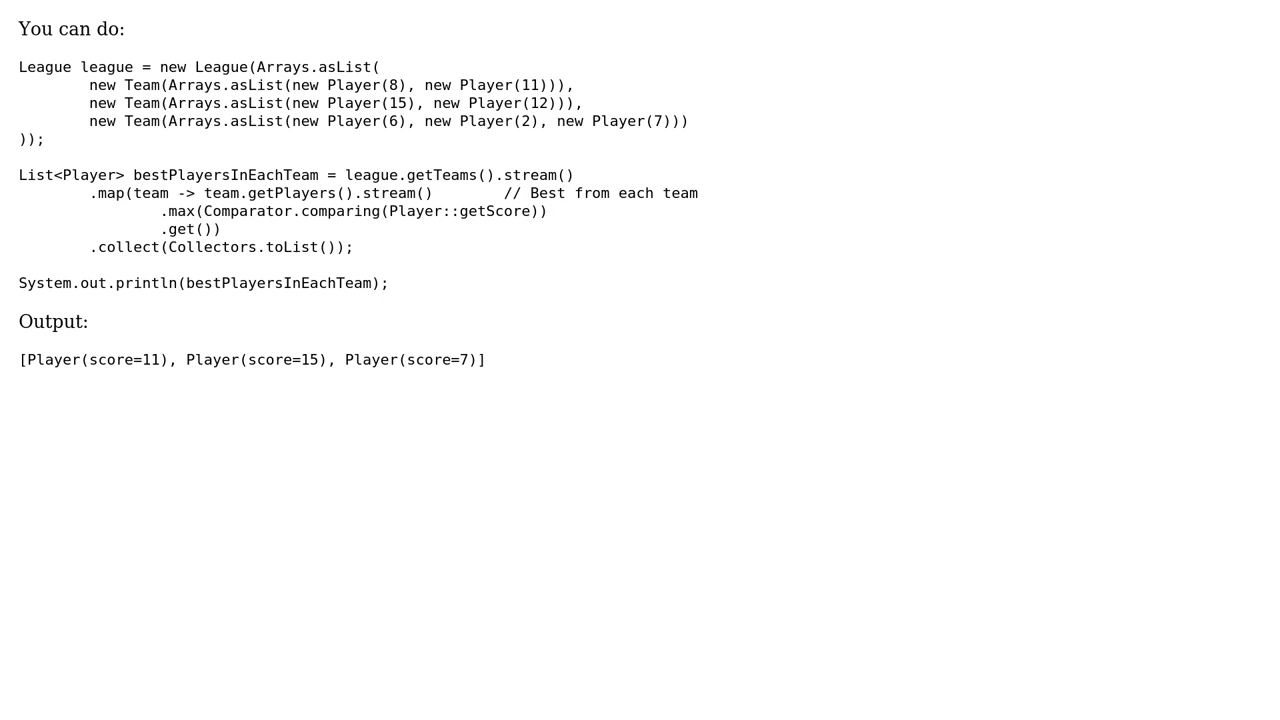 You can do:
League league = new League(Arrays.asList(
        new Team(Arrays.asList(new Player(8), new Player(11))),
        new Team(Arrays.asList(new Player(15), new Player(12))),
        new Team(Arrays.asList(new Player(6), new Player(2), new Player(7)))
));
List<Player> bestPlayersInEachTeam = league.getTeams().stream()
        .map(team -> team.getPlayers().stream()        // Best from each team
                .max(Comparator.comparing(Player::getScore))
                .get())
        .collect(Collectors.toList());
System.out.println(bestPlayersInEachTeam);
Output:
[Player(score=11), Player(score=15), Player(score=7)]